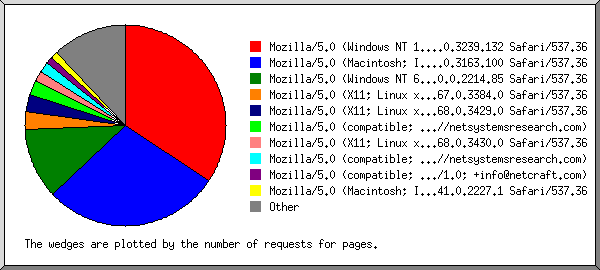 Mozilla/5.0 (Windows NT 1....0.3239.132 Safari/537.36
Mozilla/5.0 (Macintosh; I...0.3163.100 Safari/537.36
Mozilla/5.0 (Windows NT 6...0.0.2214.85 Safari/537.36
Mozilla/5.0 (X11; Linux x...67.0.3384.0 Safari/537.36
Mozilla/5.0 (X11; Linux x...68.0.3429.0 Safari/537.36
Mozilla/5.0 (compatible; ...//netsystemsresearch.com)
Mozilla/5.0 (X11; Linux x...68.0.3430.0 Safari/537.36
Mozilla/5.0 (compatible; ...//netsystemsresearch.com)
Mozilla/5.0 (compatible; .../1.0; +info@netcraft.com)
Mozilla/5.0 (Macintosh; I...41.0.2227.1 Safari/537.36
Other
The wedges are plotted by the number of requests for pages.